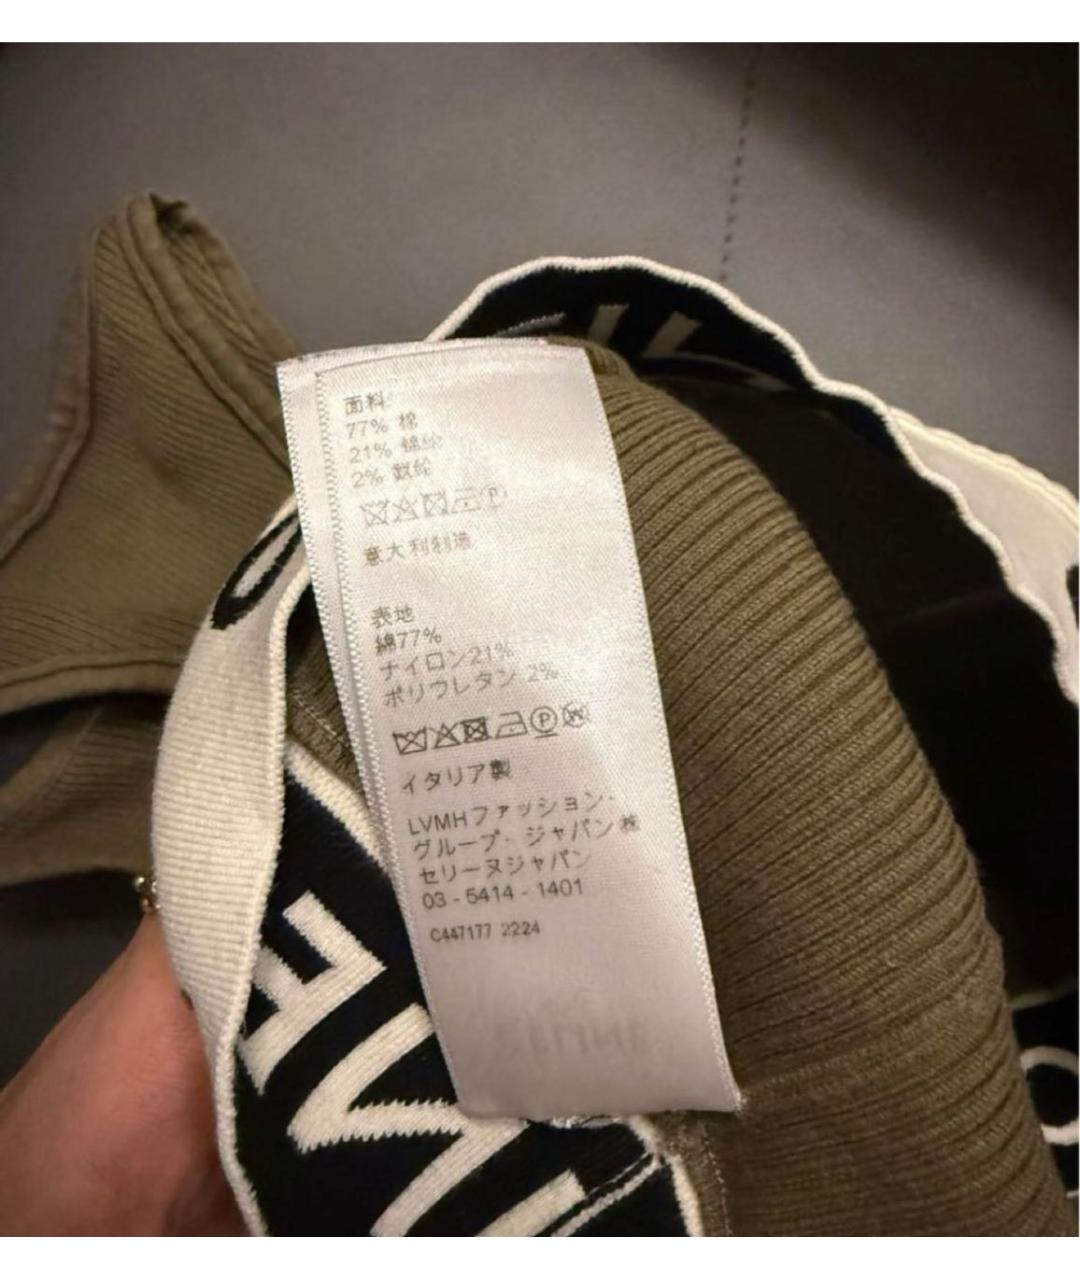 面料
77% 棉
21% 锦纶
2% 氨纶
意大利制造
表地
綿77%
ナイロン21%
ポリウレタン 2%
P
イタリア製
LVMHファッション・
グループ・ジャパン㈱
セリーヌジャパン
03 - 5414 - 1401
C447177 2224
CELINE